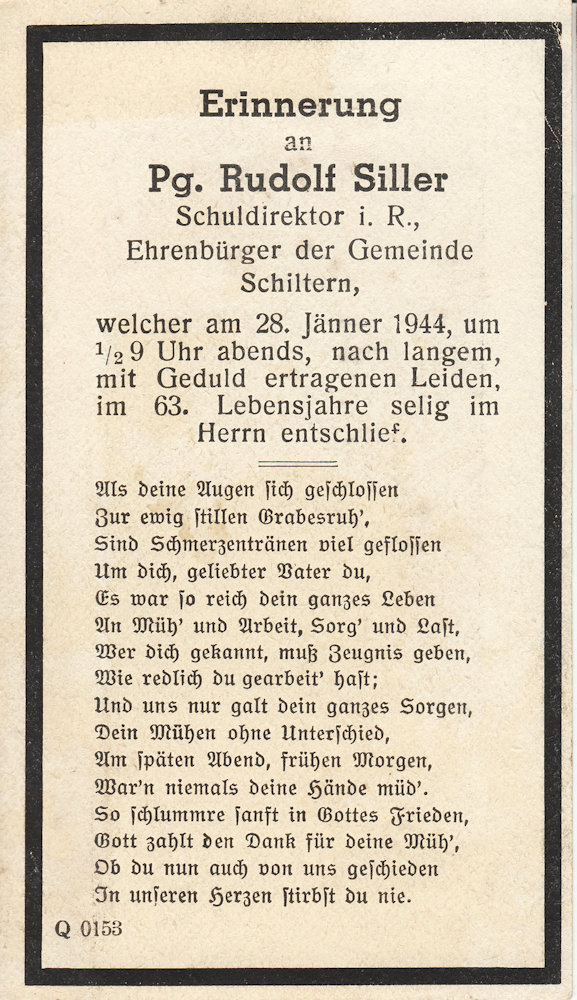 Erinnerung
an
Pg. Rudolf Siller
Schuldirektor i. R.,
Ehrenbürger der Gemeinde
Schiltern,
welcher am 28. Jänner 1944, um
1/2 9 Uhr abends, nach langem,
mit Geduld ertragenen Leiden,
im 63. Lebensjahre selig im
Herrn entschlief.
Als deine Augen sich geschlossen
Zur ewig stillen Grabesruh',
Sind Schmerzentränen viel geflossen
Um dich, geliebter Vater du,
Es war so reich dein ganzes Leben
An Müh' und Arbeit, Sorg' und Last,
Wer dich gekannt, muß Zeugnis geben,
Wie redlich du gearbeit' hast;
Und uns nur galt dein ganzes Sorgen,
Dein Mühen ohne Unterschied,
Am späten Abend, frühen Morgen,
War'n niemals deine Hände müd'.
So schlummre sanft in Gottes Frieden,
Gott zahlt den Dank für deine Müh',
Ob du nun auch von uns geschieden
In unseren Herzen stirbst du nie.
Q 0153